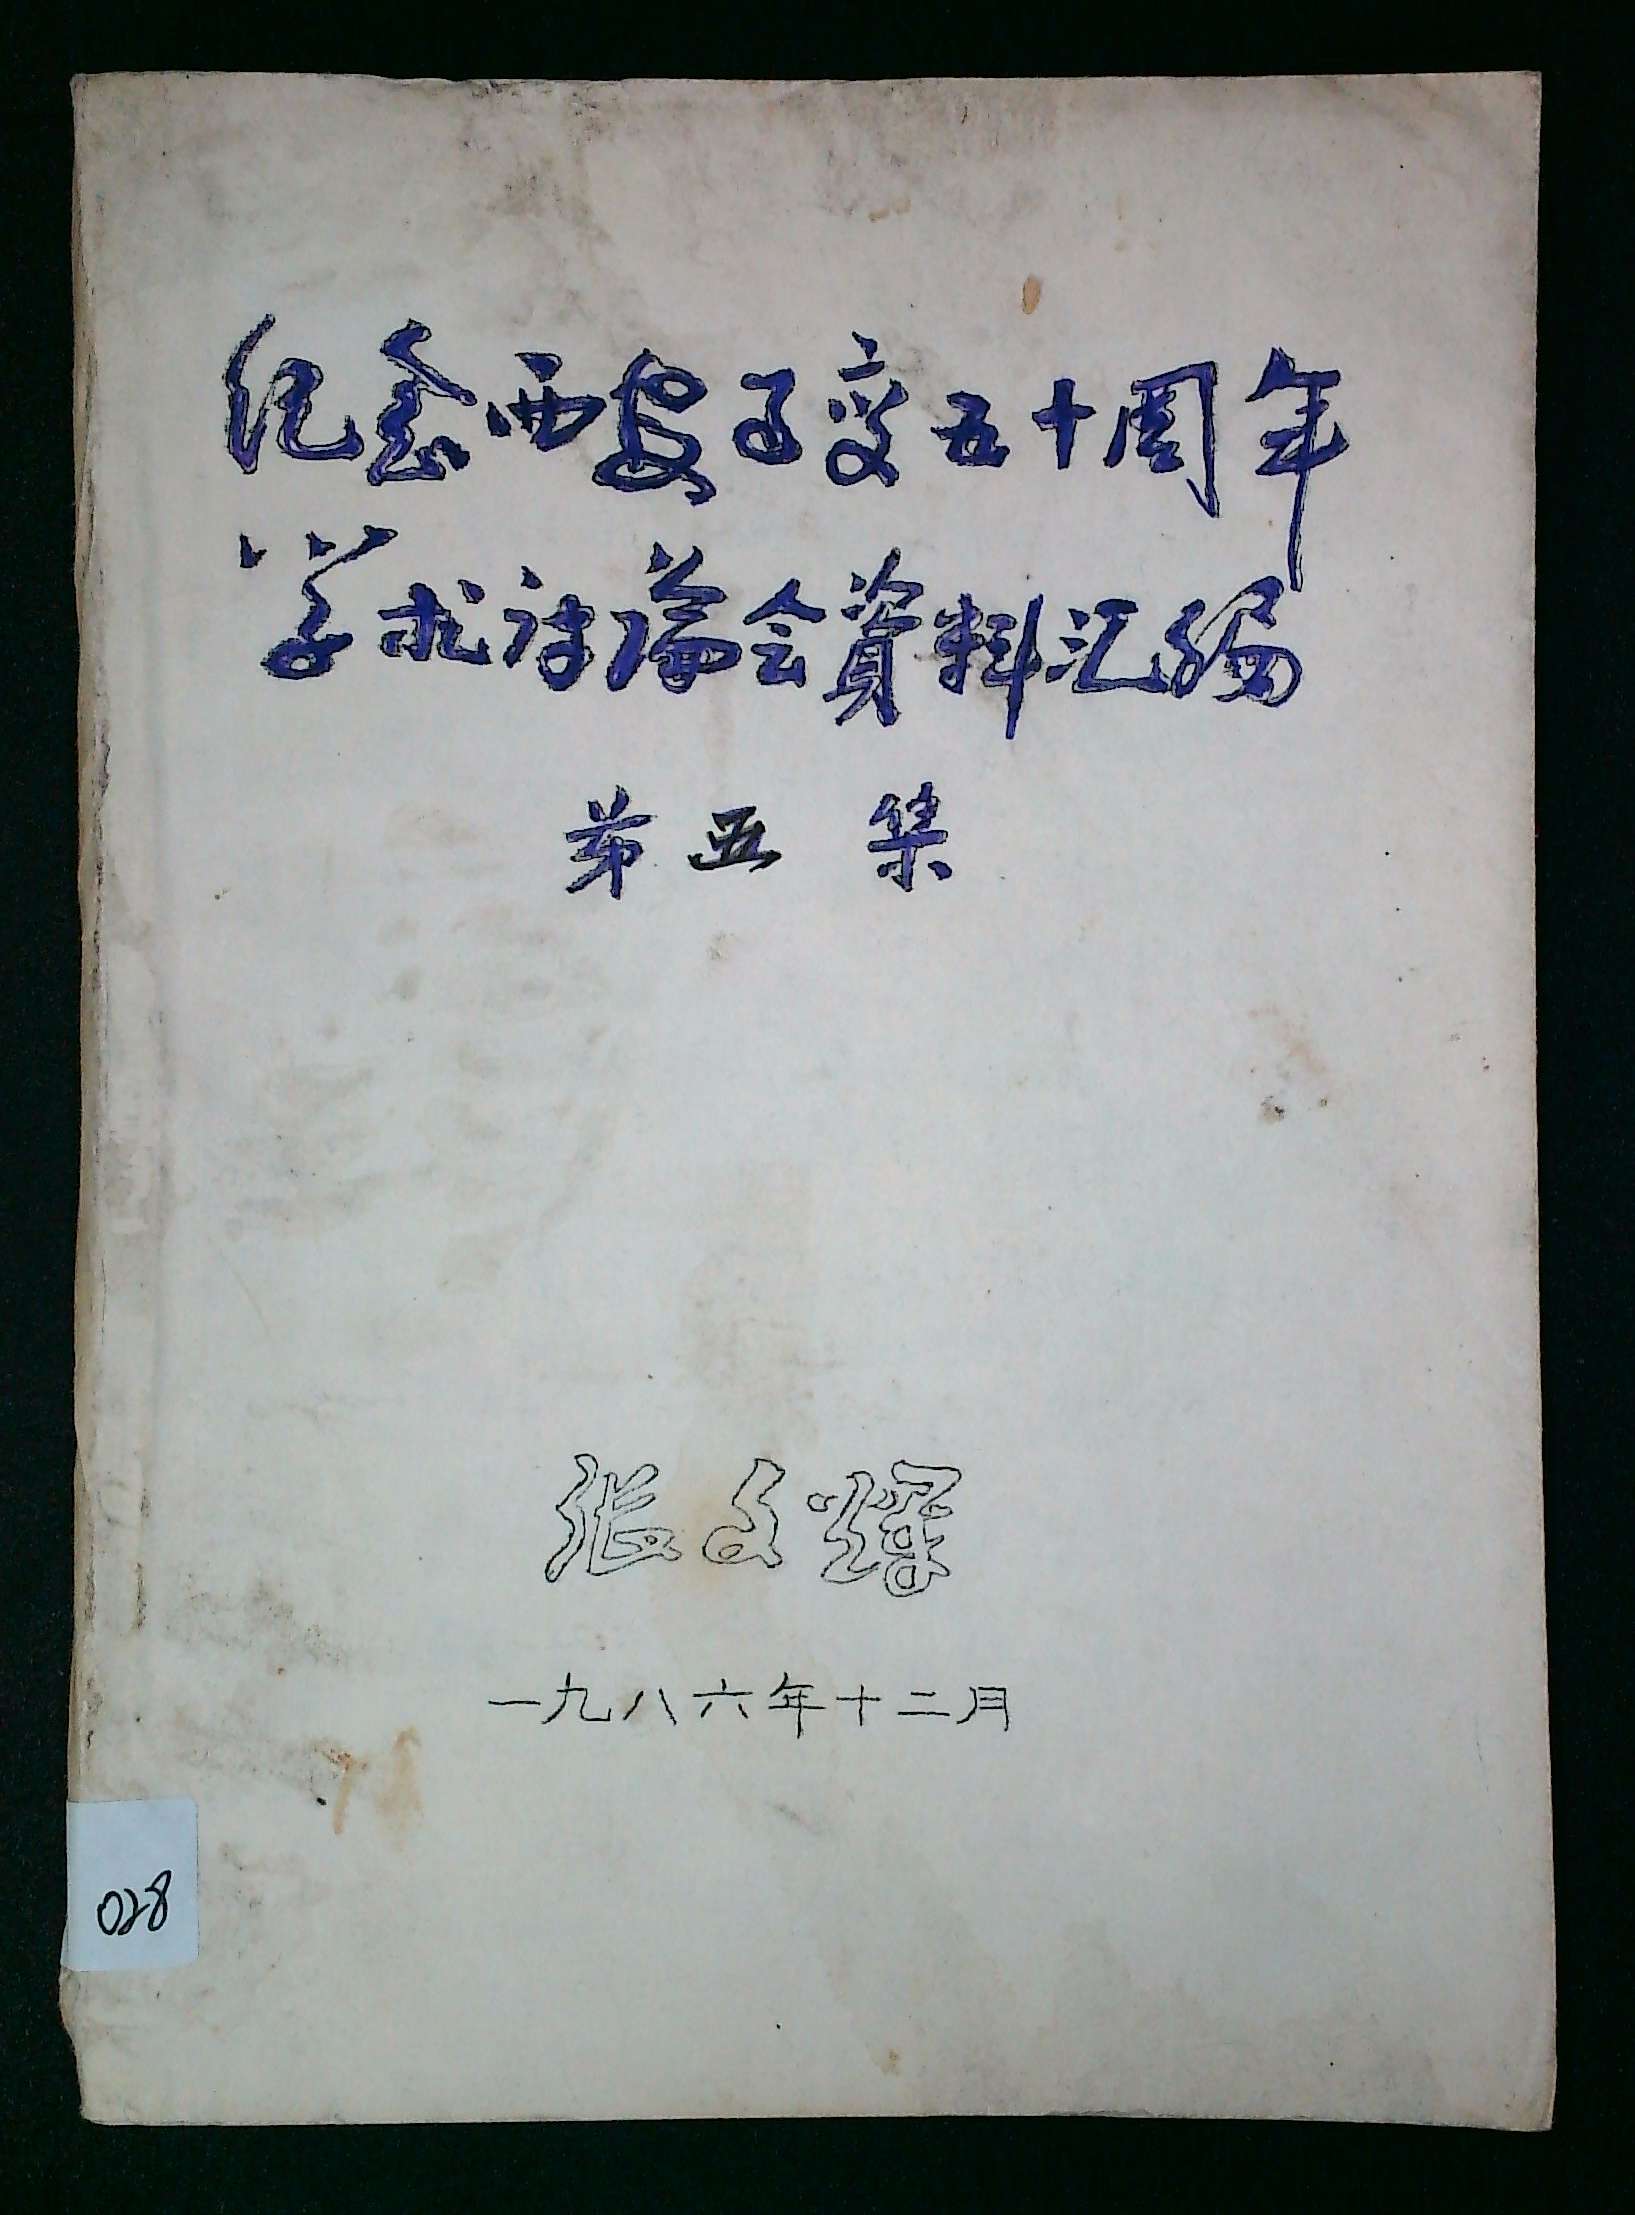 纪念西安事变五十周年
学术讨论会資料汇编
第五集
张文辉
一九八六年十二月
028